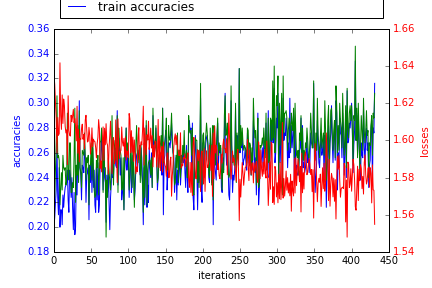 train accuracies
0.36 1.66
0.34 1.64
0.32
0.30 1.62
0.28 1.60
0.26
0.24 1.58
0.22 1.56
0.20
0.18 1.54
accuracies
losses
0 50 100 150 200 250 300 350 400 450
iterations